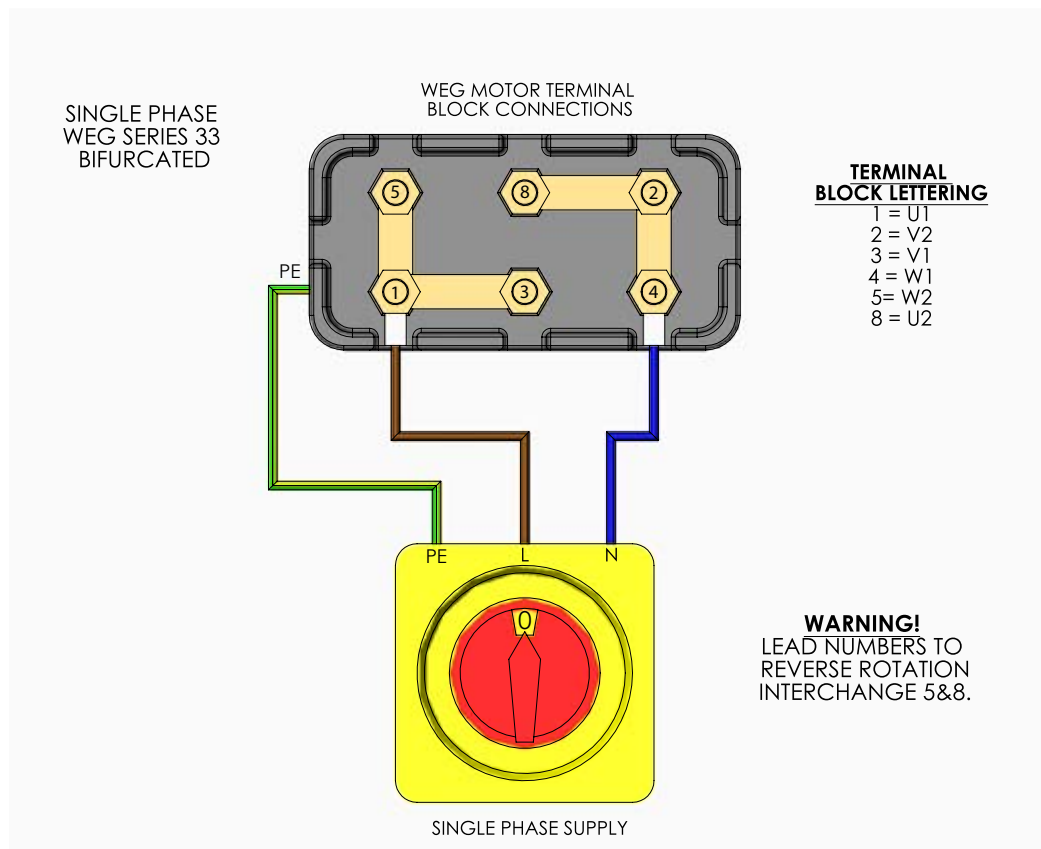 WEG MOTOR TERMINAL
BLOCK CONNECTIONS
SINGLE PHASE
WEG SERIES 33
BIFURCATED
5
8
2
1
3
4
TERMINAL
BLOCK LETTERING
1 = U1
2 = V2
3 = V1
4 = W1
5= W2
8 = U2
PE
PE
L
N
0
WARNING!
LEAD NUMBERS TO
REVERSE ROTATION
INTERCHANGE 5&8.
SINGLE PHASE SUPPLY